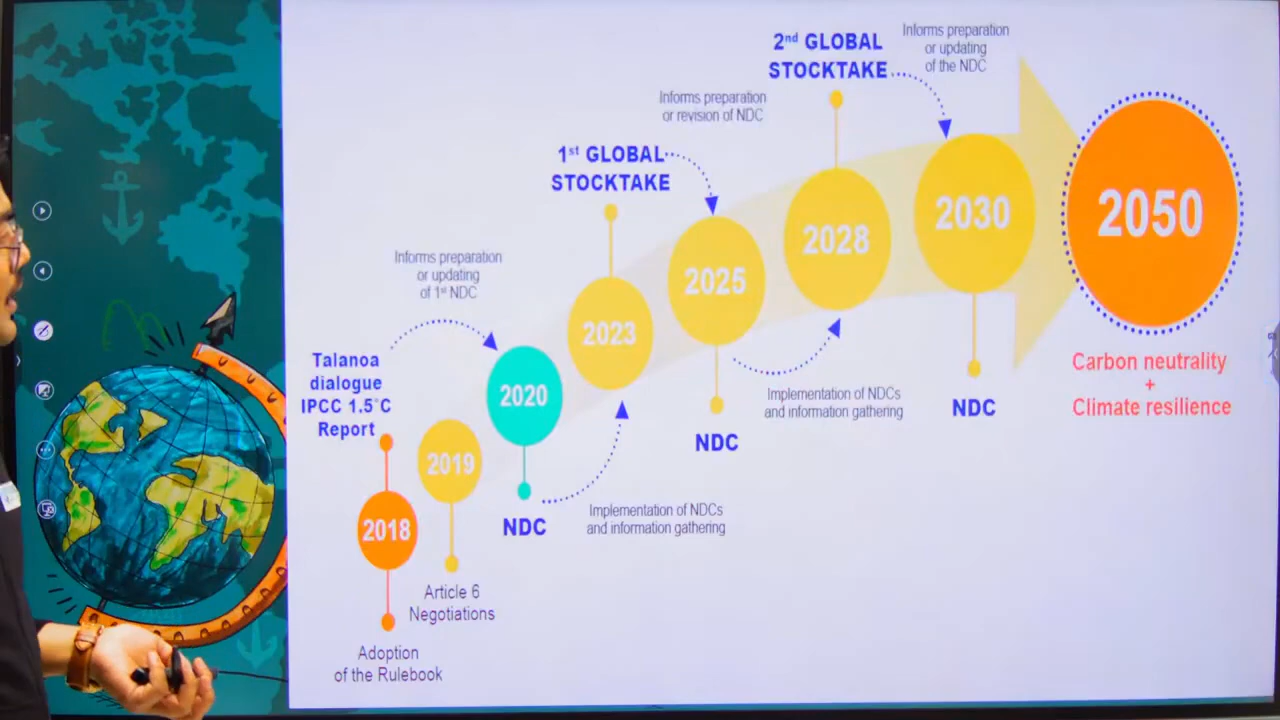 2nd GLOBAL
STOCKTAKE
Informs preparation
or updating
of the NDC
Informs preparation
or revision of NDC
1st GLOBAL
STOCKTAKE
2050
2030
2028
2025
2023
2020
2019
2018
Informs preparation
or updating
of 1st NDC
Talanoa
dialogue
IPCC 1.5°C
Report
Carbon neutrality
+
Climate resilience
Implementation of NDCs
and information gathering
NDC
NDC
NDC
Implementation of NDCs
and information gathering
Article 6
Negotiations
Adoption
of the Rulebook